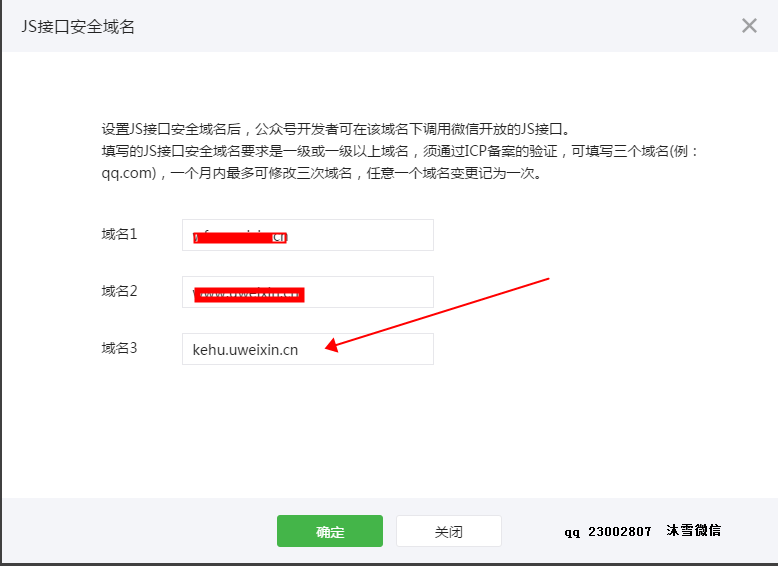 JS接口安全域名
设置JS接口安全域名后，公众号开发者可在该域名下调用微信开放的JS接口。
填写的JS接口安全域名要求是一级或一级以上域名，须通过ICP备案的验证，可填写三个域名(例：
qq.com)，一个月内最多可修改三次域名，任意一个域名变更记为一次。
域名1
域名2
域名3 kehu.uweixin.cn
确定 关闭
qq 23002807 沐雪微信